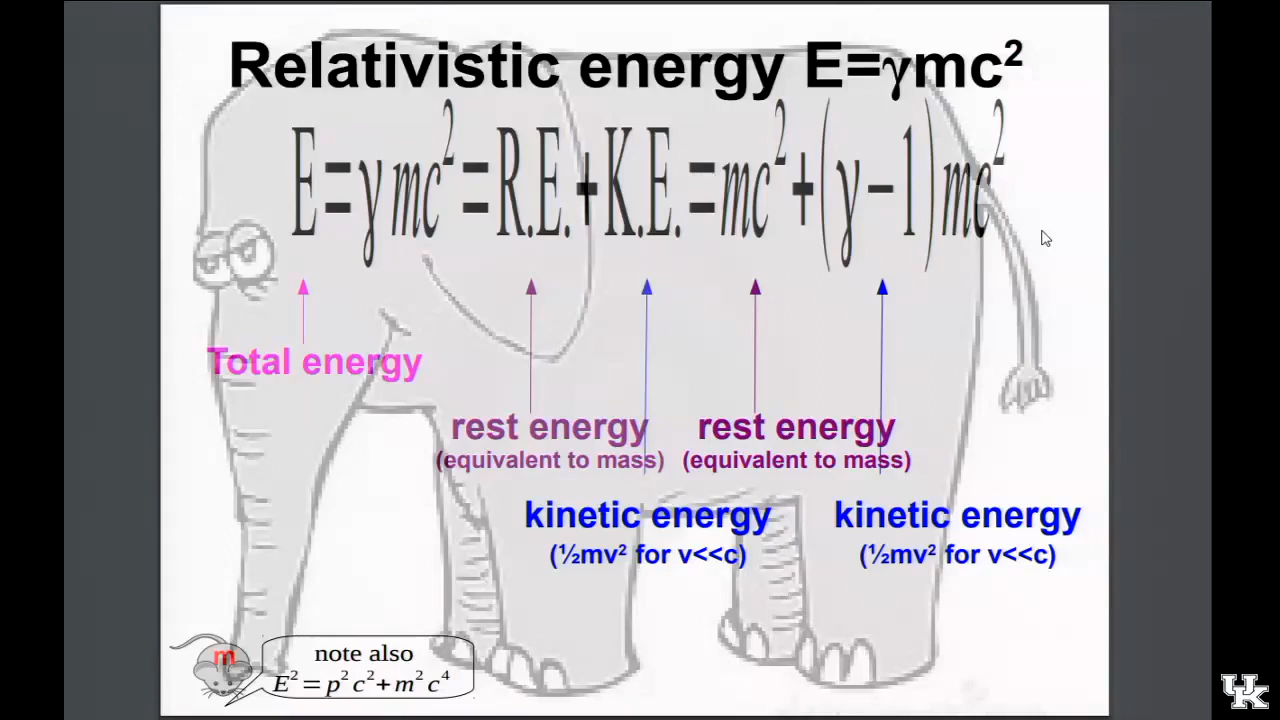 Relativistic energy E=γmc²
E=γmc²=R.E.+K.E.=mc²+(γ−1)mc²
Total energy
rest energy rest energy
(equivalent to mass) (equivalent to mass)
kinetic energy kinetic energy
(½mv² for v<<c) (½mv² for v<<c)
m
note also
E²=p²c²+m²c⁴
UK